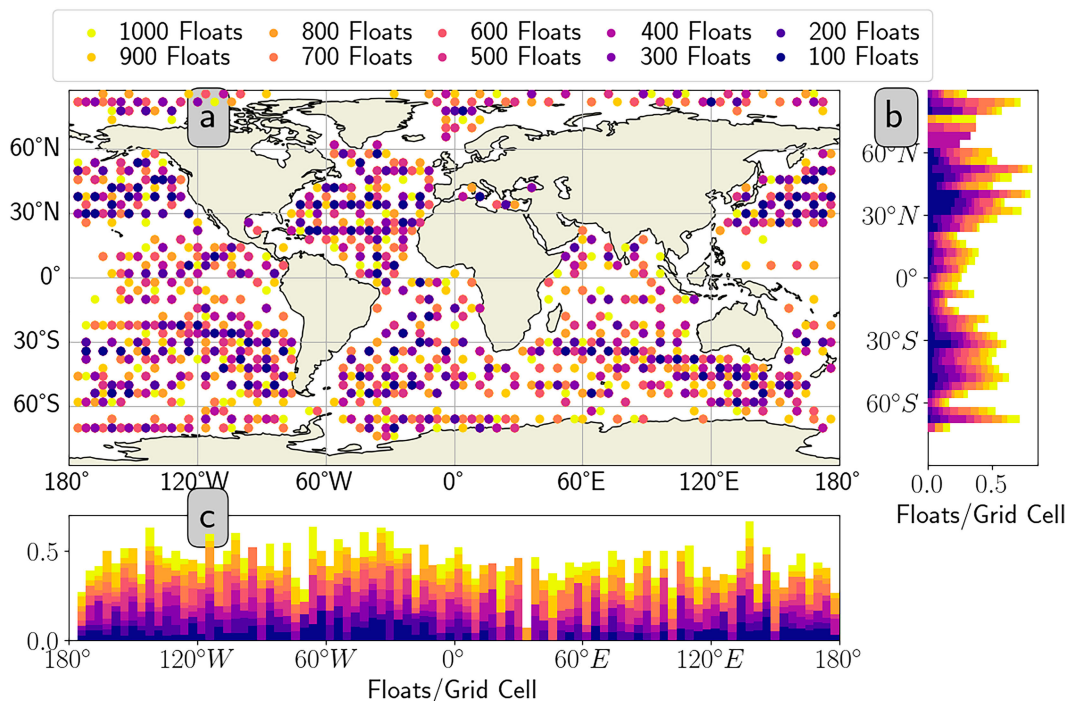 1000 Floats 800 Floats 600 Floats 400 Floats 200 Floats
900 Floats 700 Floats 500 Floats 300 Floats 100 Floats
a
b
60°N
30°N
0°
30°S
60°S
180° 120°W 60°W 0° 60°E 120°E 180°
60°N
30°N
0°
30°S
60°S
0.0 0.5
Floats/Grid Cell
c
0.5
0.0
180° 120°W 60°W 0° 60°E 120°E 180°
Floats/Grid Cell